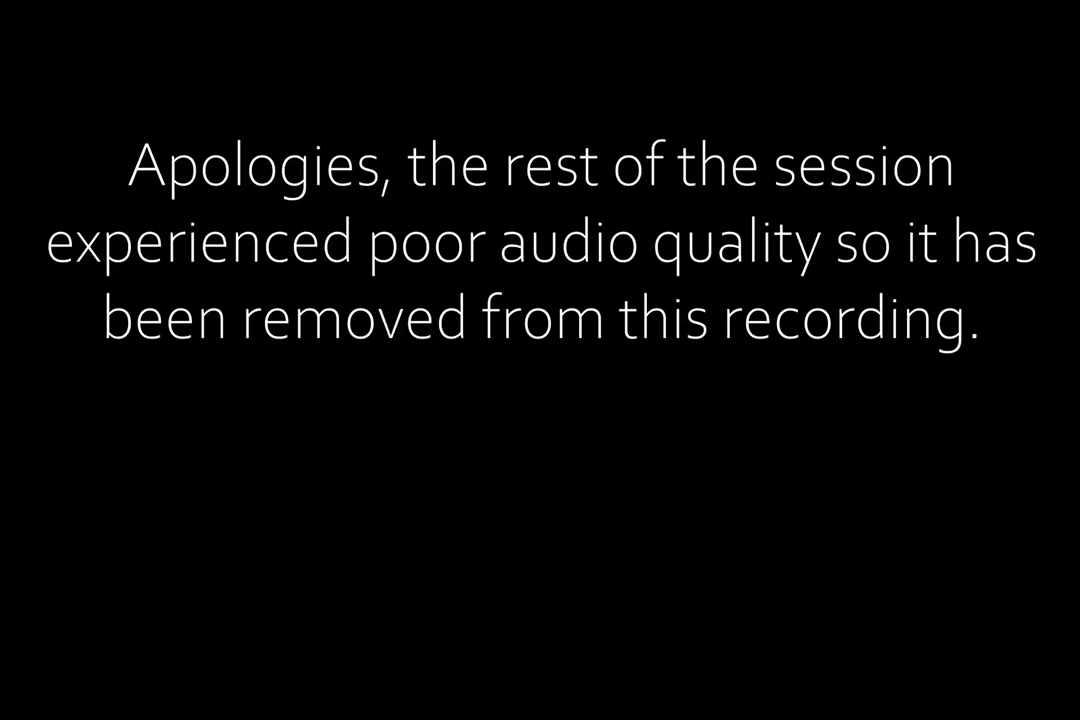 Apologies, the rest of the session
experienced poor audio quality so it has
been removed from this recording.